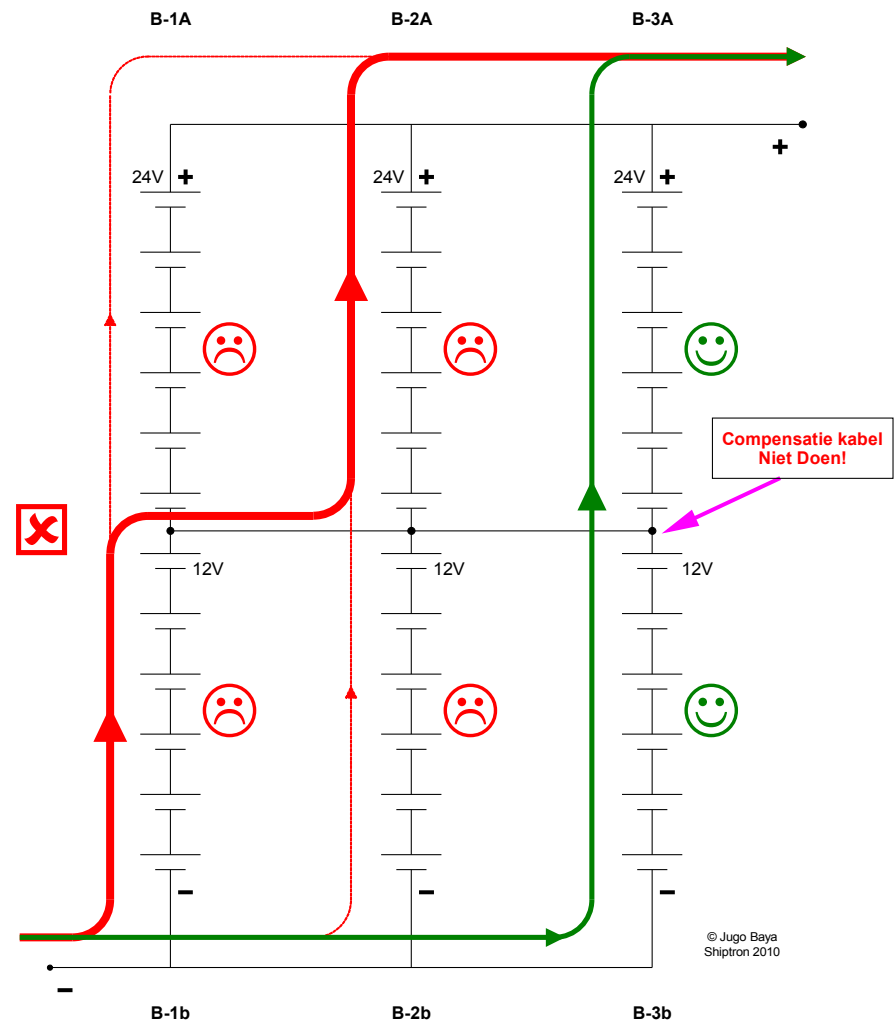 B-1A B-2A B-3A
+
24V + 24V + 24V +
Compensatie kabel
Niet Doen!
12V 12V 12V
− − −
© Jugo Baya
Shiptron 2010
−
B-1b B-2b B-3b